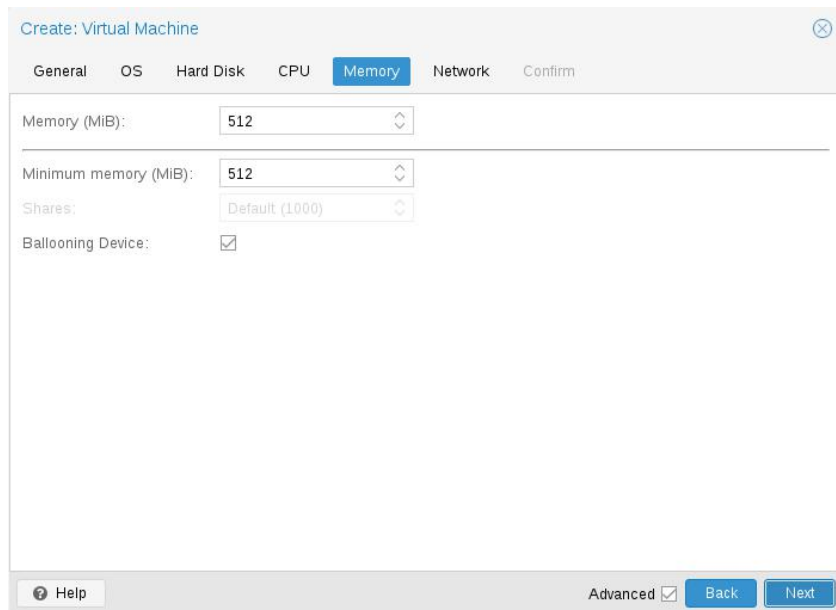 Create: Virtual Machine
General OS Hard Disk CPU Memory Network Confirm
Memory (MiB): 512
Minimum memory (MiB): 512
Shares: Default (1000)
Ballooning Device:
Help Advanced Back Next